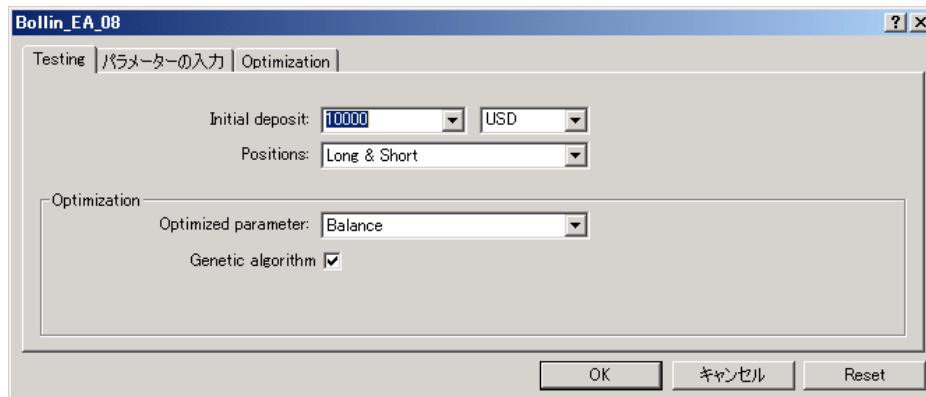 Bollin_EA_08
Testing パラメーターの入力 Optimization
Initial deposit: 10000 USD
Positions: Long & Short
Optimization
Optimized parameter: Balance
Genetic algorithm
OK キャンセル Reset